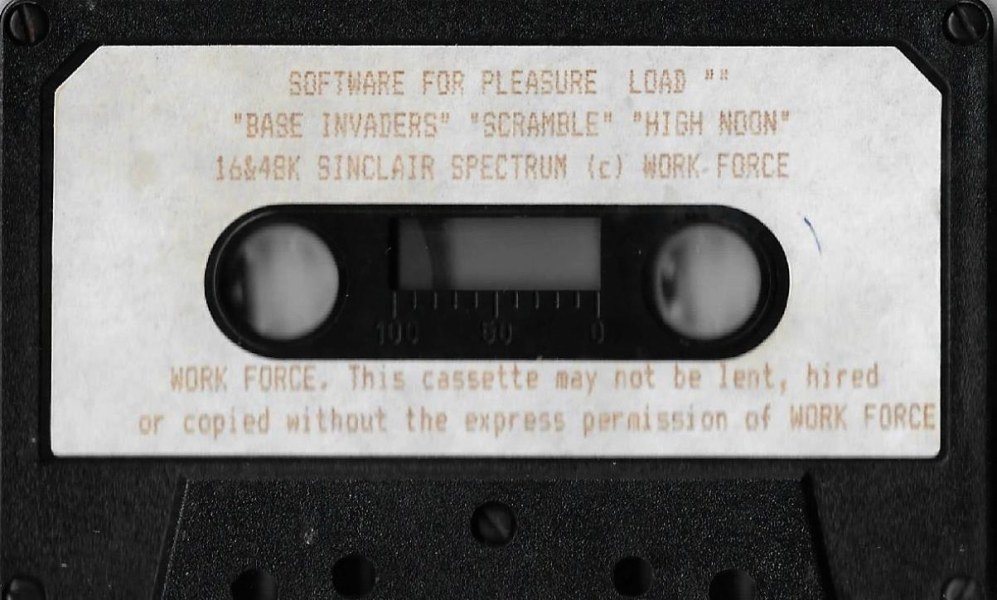 SOFTWARE FOR PLEASURE LOAD ""
"BASE INVADERS" "SCRAMBLE" "HIGH NOON"
16&48K SINCLAIR SPECTRUM (c) WORK FORCE
100 50 0
WORK FORCE. This cassette may not be lent, hired
or copied without the express permission of WORK FORCE